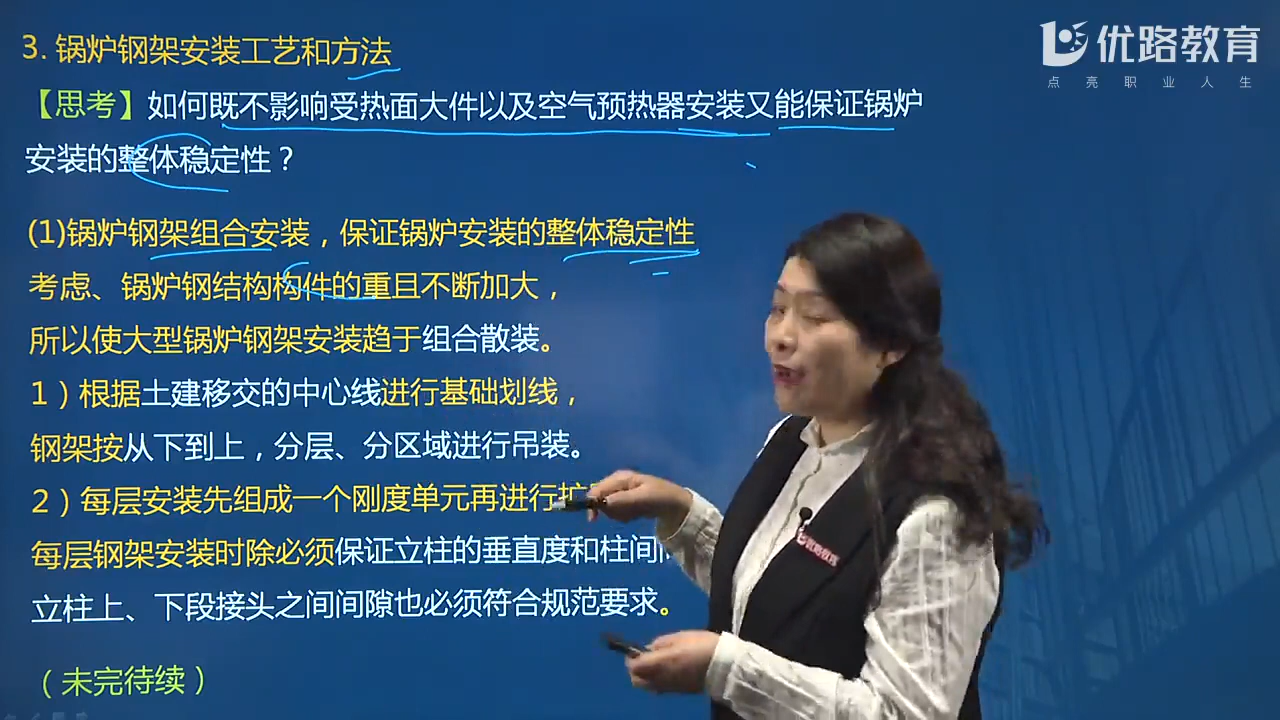 3. 锅炉钢架安装工艺和方法
优路教育
点亮职业人生
【思考】如何既不影响受热面大件以及空气预热器安装又能保证锅炉
安装的整体稳定性？
(1)锅炉钢架组合安装，保证锅炉安装的整体稳定性
考虑、锅炉钢结构构件的重且不断加大，
所以使大型锅炉钢架安装趋于组合散装。
1）根据土建移交的中心线进行基础划线，
钢架按从下到上，分层、分区域进行吊装。
2）每层安装先组成一个刚度单元再进行
每层钢架安装时除必须保证立柱的垂直度和柱间
优路教育
立柱上、下段接头之间间隙也必须符合规范要求。
（未完待续）